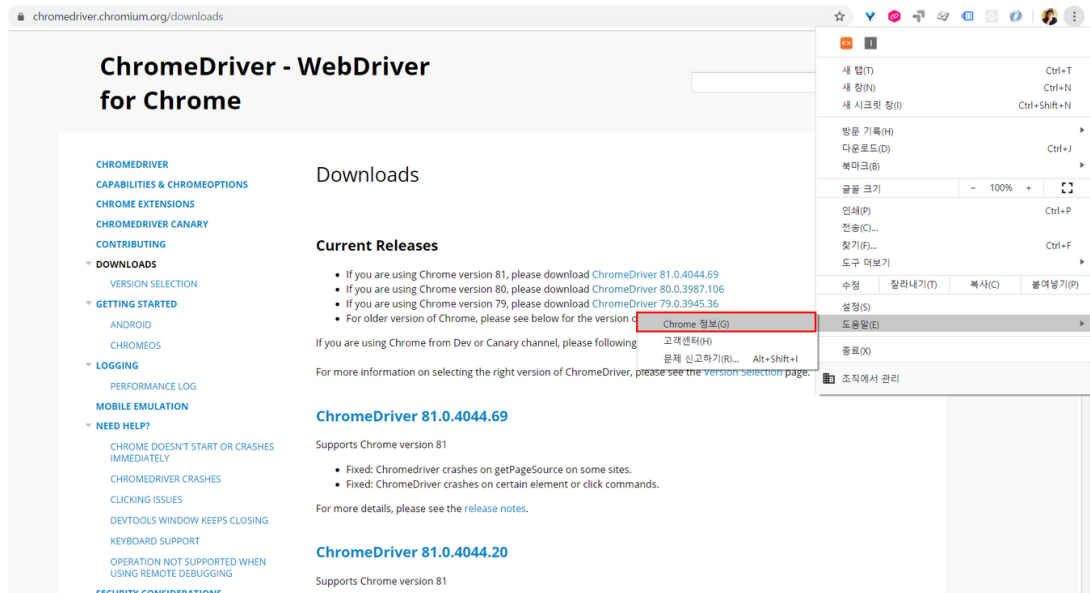 chromedriver.chromium.org/downloads
ChromeDriver - WebDriver
for Chrome
CHROMEDRIVER
CAPABILITIES & CHROMEOPTIONS
CHROME EXTENSIONS
CHROMEDRIVER CANARY
CONTRIBUTING
DOWNLOADS
VERSION SELECTION
GETTING STARTED
ANDROID
CHROMEOS
LOGGING
PERFORMANCE LOG
MOBILE EMULATION
NEED HELP?
CHROME DOESN'T START OR CRASHES
IMMEDIATELY
CHROMEDRIVER CRASHES
CLICKING ISSUES
DEVTOOLS WINDOW KEEPS CLOSING
KEYBOARD SUPPORT
OPERATION NOT SUPPORTED WHEN
USING REMOTE DEBUGGING
SECURITY CONSIDERATIONS
Downloads
Current Releases
• If you are using Chrome version 81, please download ChromeDriver 81.0.4044.69
• If you are using Chrome version 80, please download ChromeDriver 80.0.3987.106
• If you are using Chrome version 79, please download ChromeDriver 79.0.3945.36
• For older version of Chrome, please see below for the version
If you are using Chrome from Dev or Canary channel, please following
For more information on selecting the right version of ChromeDriver, please see the Version Selection page.
ChromeDriver 81.0.4044.69
Supports Chrome version 81
• Fixed: Chromedriver crashes on getPageSource on some sites.
• Fixed: ChromeDriver crashes on certain element or click commands.
For more details, please see the release notes.
ChromeDriver 81.0.4044.20
Supports Chrome version 81
Chrome 정보(G)
고객센터(H)
문제 신고하기(R)... Alt+Shift+I
새 탭(T) Ctrl+T
새 창(N) Ctrl+N
새 시크릿 창(I) Ctrl+Shift+N
방문 기록(H)
다운로드(D) Ctrl+J
북마크(B)
글꼴 크기 - 100% +
인쇄(P) Ctrl+P
전송(C)...
찾기(F)... Ctrl+F
도구 더보기
수정 잘라내기(T) 복사(C) 붙여넣기(P)
설정(S)
도움말(E)
종료(X)
조직에서 관리